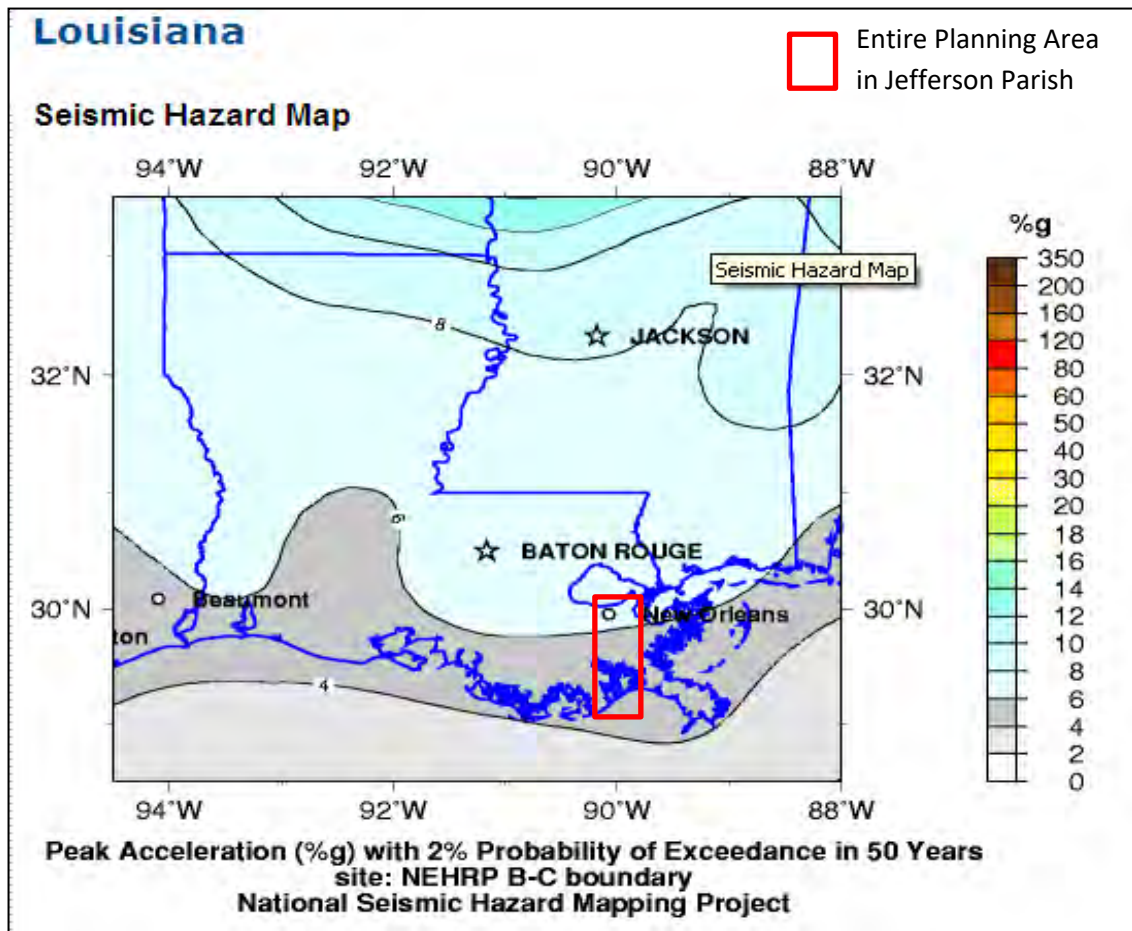 Louisiana
Entire Planning Area
in Jefferson Parish
Seismic Hazard Map
94°W 92°W 90°W 88°W
%g
350
200
160
120
80
60
50
40
30
20
18
16
14
12
10
8
6
4
2
0
Seismic Hazard Map
8
JACKSON
32°N 32°N
6
BATON ROUGE
30°N 30°N
Beaumont
New Orleans
ton
4
94°W 92°W 90°W 88°W
Peak Acceleration (%g) with 2% Probability of Exceedance in 50 Years
site: NEHRP B-C boundary
National Seismic Hazard Mapping Project